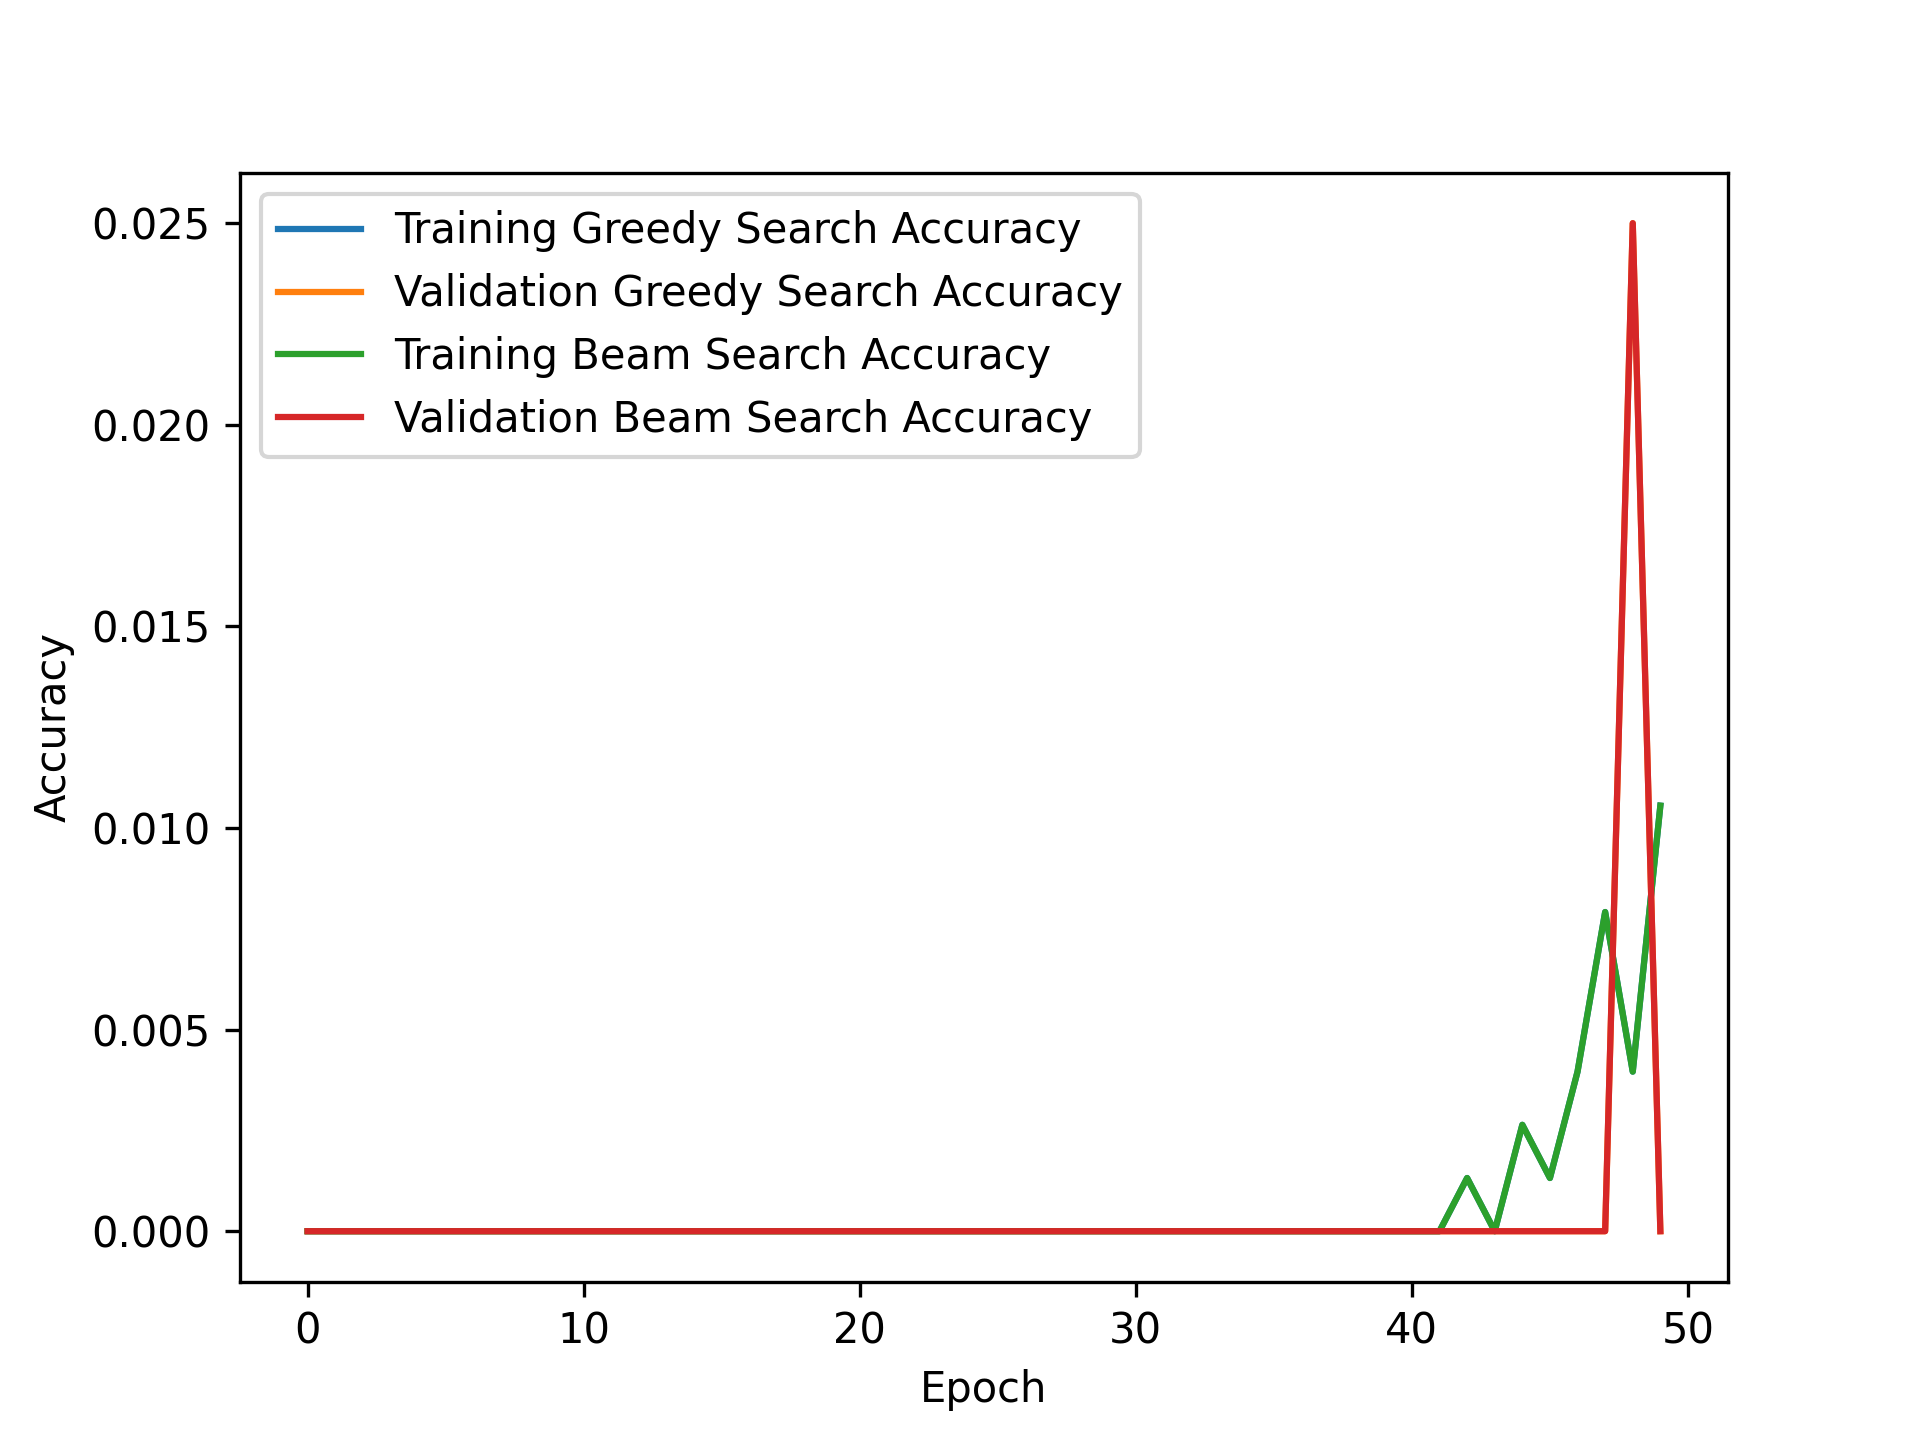 Training Greedy Search Accuracy
Validation Greedy Search Accuracy
Training Beam Search Accuracy
Validation Beam Search Accuracy
0.025
0.020
0.015
0.010
0.005
0.000
Accuracy
0 10 20 30 40 50
Epoch